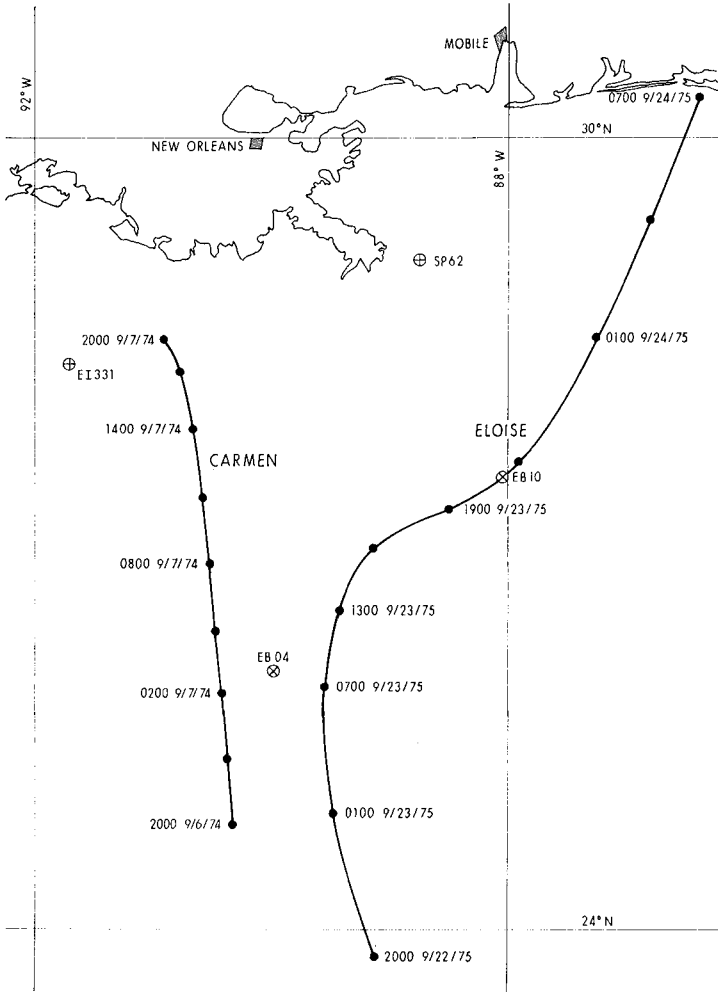 MOBILE
92° W
0700 9/24/75
30°N
NEW ORLEANS
88° W
SP62
2000 9/7/74
0100 9/24/75
EI331
1400 9/7/74
ELOISE
CARMEN
EB10
1900 9/23/75
0800 9/7/74
1300 9/23/75
EB04
0200 9/7/74
0700 9/23/75
0100 9/23/75
2000 9/6/74
24°N
2000 9/22/75